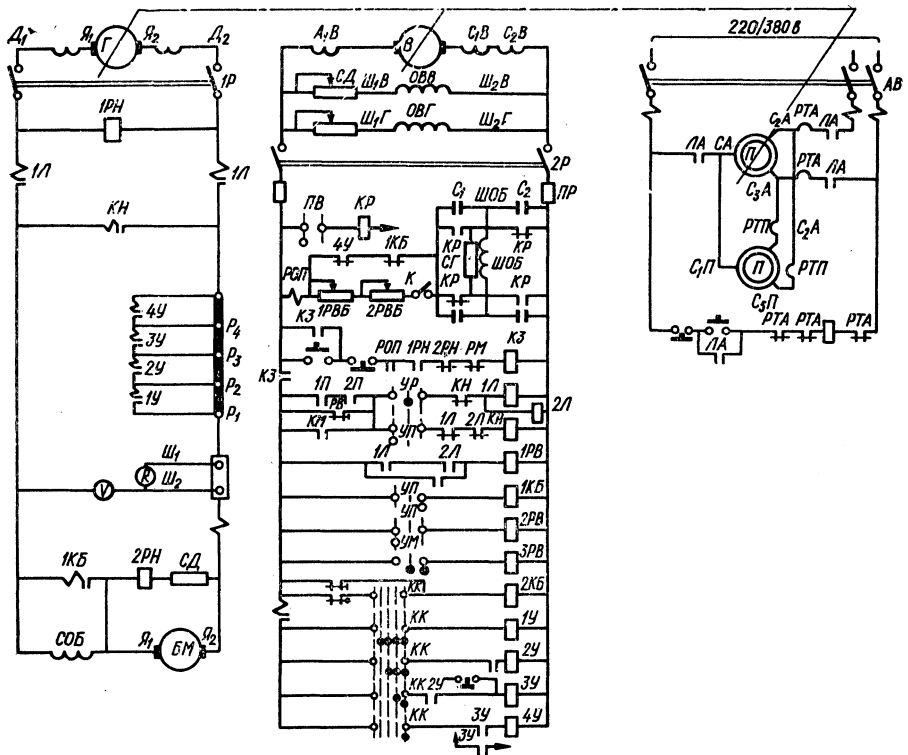 Д₁ Я₁ Г Я₂ Д₂
А₁В В С₁В С₂В
220/380 в
1Р
СД Ш₁В ОВВ Ш₂В
АВ
1РН
Ш₁Г ОВГ Ш₂Г
С₂А РТА ЛА
ЛА СА П
1Л 1Л
2Р
РТА ЛА
С₃А
ПР
ПВ КР С₁ ШОБ С₂
КН
КР КР
РТП С₂А
4У 1КБ СГ ШОБ
С₁П П РТП
РОП К КР КР
1РВБ 2РВБ
С₃П
4У Р₄
3У Р₃
2У Р₂
1У Р₁
КЗ КЗ
РТА РТА РТА
ЛА
РОП 1РН 2РН РМ
КЗ
1П 2П УР КН 1Л
РВ
2Л
КМ УП 1Л 2Л КН
1Л 2Л 1РВ
Ш₁
R
V Ш₂
УП 1КБ
УП 2РВ
УМ 3РВ
1КБ 2РН СД
КК 2КБ
КК 1У
СОБ Я₁ БМ Я₂
КК 2У
КК 2У 3У
КК 3У 4У
3У